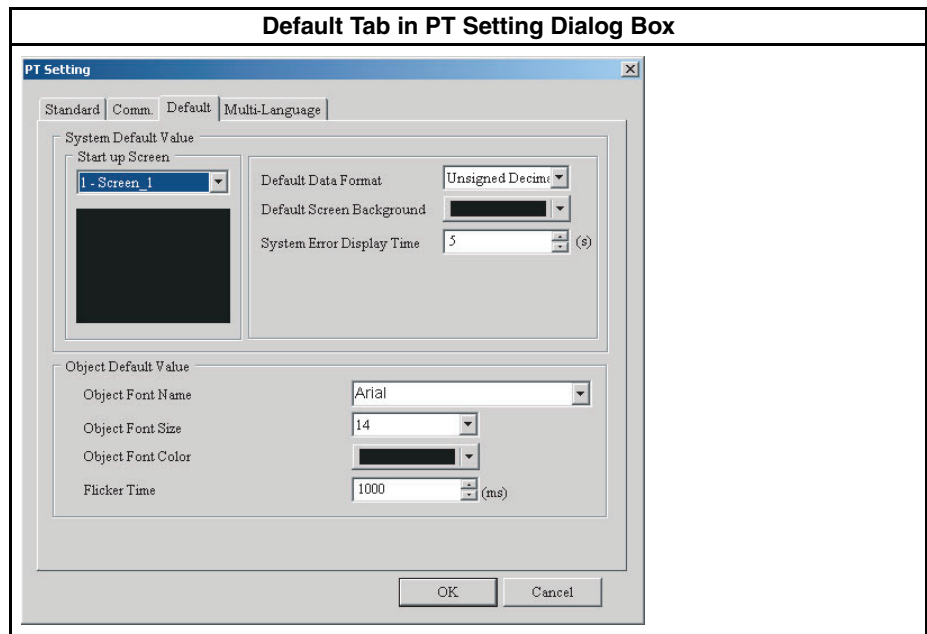 Default Tab in PT Setting Dialog Box
PT Setting
Standard Comm. Default Multi-Language
System Default Value
Start up Screen
1 - Screen_1
Default Data Format Unsigned Decima
Default Screen Background
System Error Display Time 5 (s)
Object Default Value
Object Font Name Arial
Object Font Size 14
Object Font Color
Flicker Time 1000 (ms)
OK Cancel